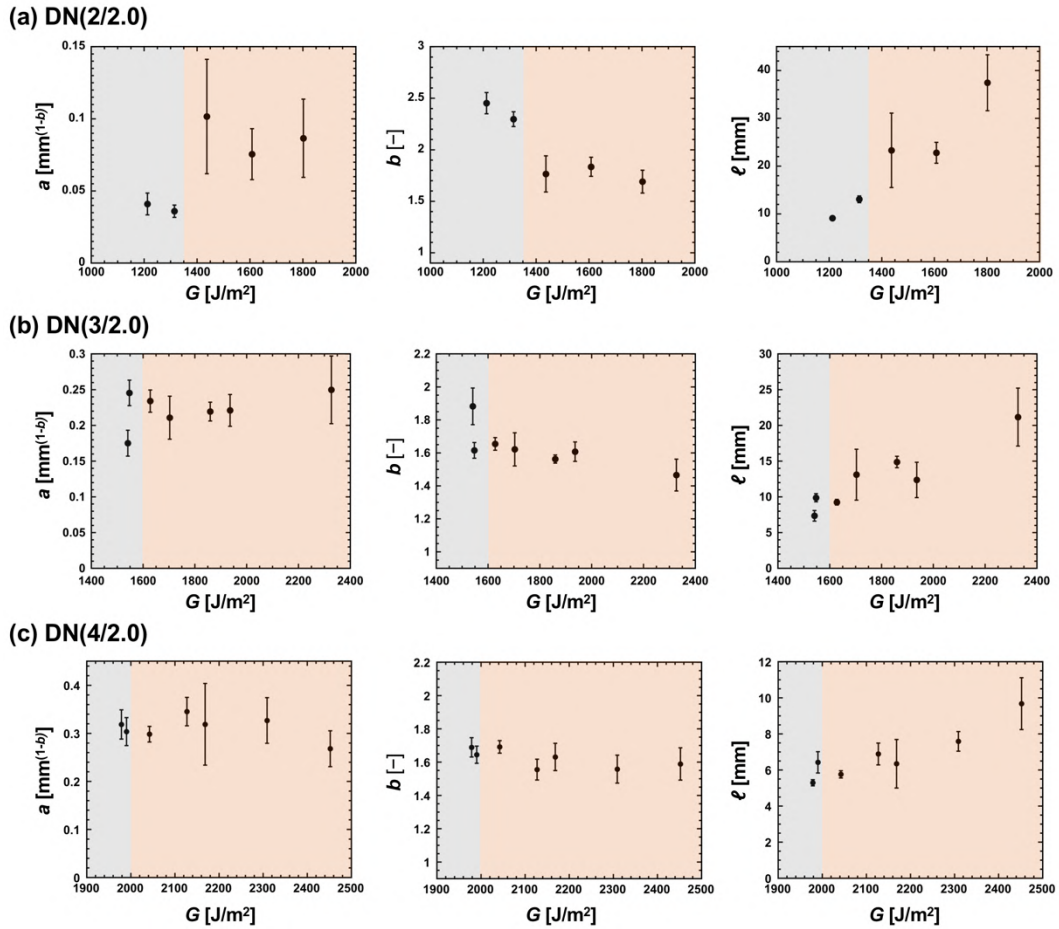 (a) DN(2/2.0)
0.15
0.1
0.05
0
a [mm(1-b)]
1000 1200 1400 1600 1800 2000
G [J/m²]
3
2.5
2
1.5
1
b [−]
1000 1200 1400 1600 1800 2000
G [J/m²]
40
30
20
10
0
ℓ [mm]
1000 1200 1400 1600 1800 2000
G [J/m²]
(b) DN(3/2.0)
0.3
0.25
0.2
0.15
0.1
0.05
0
a [mm(1-b)]
1400 1600 1800 2000 2200 2400
G [J/m²]
2.2
2
1.8
1.6
1.4
1.2
1
b [−]
1400 1600 1800 2000 2200 2400
G [J/m²]
30
25
20
15
10
5
0
ℓ [mm]
1400 1600 1800 2000 2200 2400
G [J/m²]
(c) DN(4/2.0)
0.4
0.3
0.2
0.1
0
a [mm(1-b)]
1900 2000 2100 2200 2300 2400 2500
G [J/m²]
2.2
2
1.8
1.6
1.4
1.2
1
b [−]
1900 2000 2100 2200 2300 2400 2500
G [J/m²]
12
10
8
6
4
2
0
ℓ [mm]
1900 2000 2100 2200 2300 2400 2500
G [J/m²]